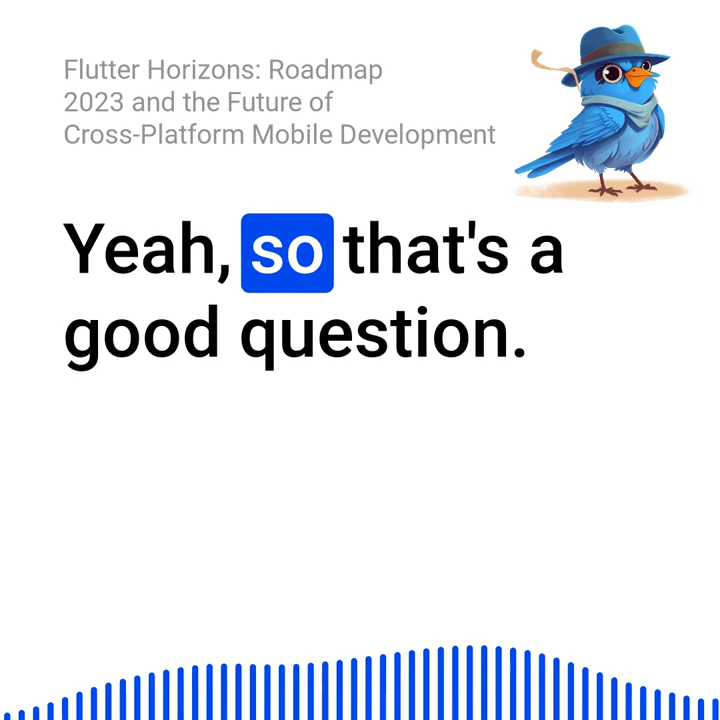 Flutter Horizons: Roadmap
2023 and the Future of
Cross-Platform Mobile Development
Yeah, so that's a
good question.